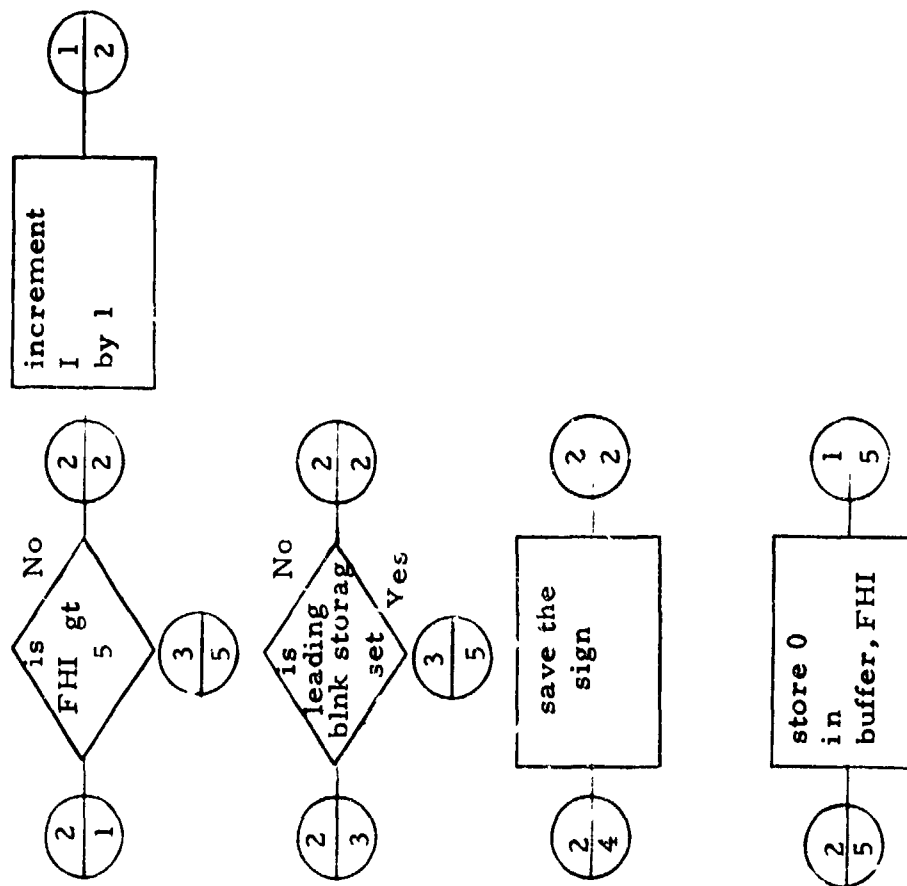 2
1
is
FHI gt
5
No
3
5
2
2
increment
I
by 1
1
2
2
3
is
leading
blnk storag
set
No
Yes
3
5
2
2
2
4
save the
sign
2
2
2
5
store 0
in
buffer, FHI
1
5